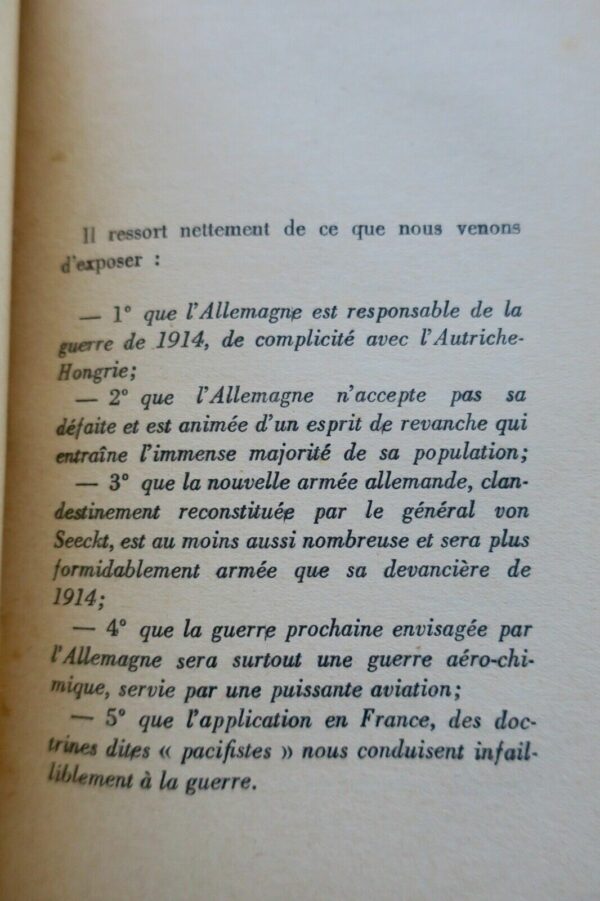 Il ressort nettement de ce que nous venons
d'exposer :
— 1° que l'Allemagne est responsable de la
guerre de 1914, de complicité avec l'Autriche-
Hongrie;
— 2° que l'Allemagne n'accepte pas sa
défaite et est animée d'un esprit de revanche qui
entraîne l'immense majorité de sa population;
— 3° que la nouvelle armée allemande, clan-
destinement reconstituée par le général von
Seeckt, est au moins aussi nombreuse et sera plus
formidablement armée que sa devancière de
1914;
— 4° que la guerre prochaine envisagée par
l'Allemagne sera surtout une guerre aéro-chi-
mique, servie par une puissante aviation;
— 5° que l'application en France, des doc-
trines dites « pacifistes » nous conduisent infail-
liblement à la guerre.